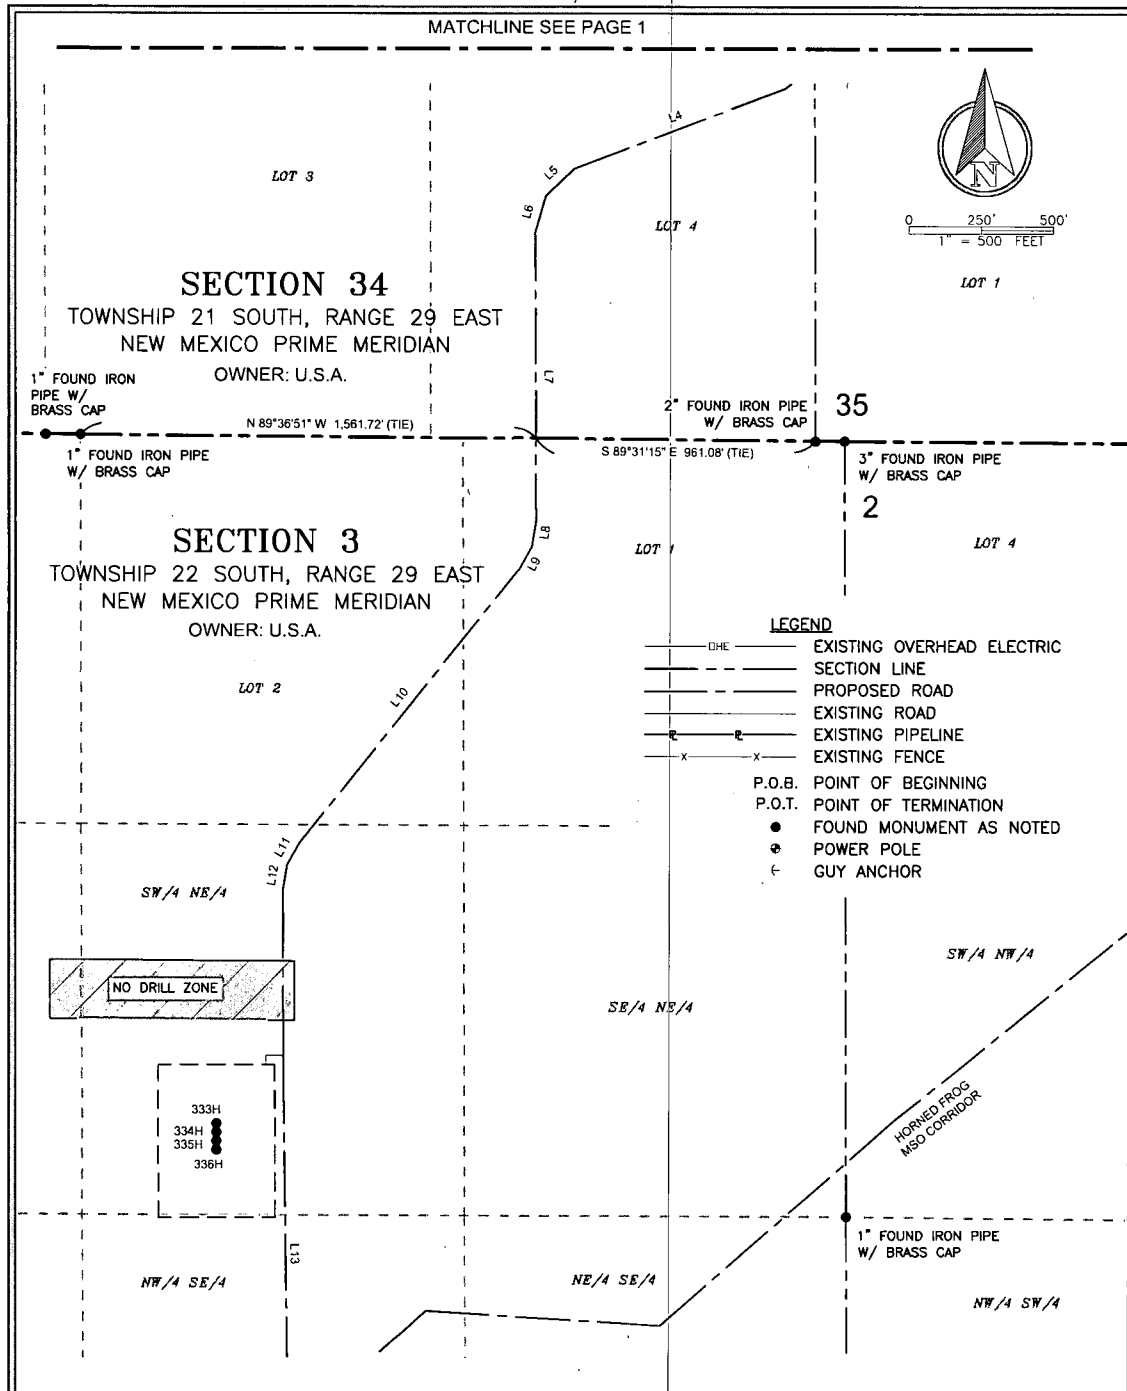 MATCHLINE SEE PAGE 1
L4
LOT 3
L5
L6
LOT 4
N
0 250' 500'
1" = 500 FEET
LOT 1
SECTION 34
TOWNSHIP 21 SOUTH, RANGE 29 EAST
NEW MEXICO PRIME MERIDIAN
OWNER: U.S.A.
1" FOUND IRON
PIPE W/
BRASS CAP
L7
2" FOUND IRON PIPE
W/ BRASS CAP
35
N 89°36'51" W 1,561.72' (TIE)
S 89°31'15" E 961.08' (TIE)
1" FOUND IRON PIPE
W/ BRASS CAP
3" FOUND IRON PIPE
W/ BRASS CAP
2
SECTION 3
TOWNSHIP 22 SOUTH, RANGE 29 EAST
NEW MEXICO PRIME MERIDIAN
OWNER: U.S.A.
L8
L9
LOT 1
LOT 4
LOT 2
L10
LEGEND
OHE EXISTING OVERHEAD ELECTRIC
SECTION LINE
PROPOSED ROAD
EXISTING ROAD
EXISTING PIPELINE
X X EXISTING FENCE
P.O.B. POINT OF BEGINNING
P.O.T. POINT OF TERMINATION
FOUND MONUMENT AS NOTED
POWER POLE
GUY ANCHOR
L11
L12
SW/4 NE/4
SW/4 NW/4
NO DRILL ZONE
SE/4 NE/4
333H
334H
335H
336H
HORNED FROG
MSO CORRIDOR
1" FOUND IRON PIPE
W/ BRASS CAP
L13
NW/4 SE/4
NE/4 SE/4
NW/4 SW/4